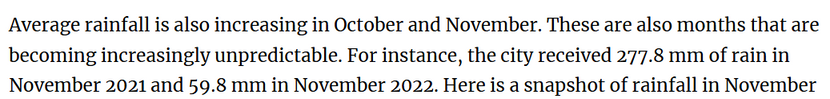 Average rainfall is also increasing in October and November. These are also months that are
becoming increasingly unpredictable. For instance, the city received 277.8 mm of rain in
November 2021 and 59.8 mm in November 2022. Here is a snapshot of rainfall in November